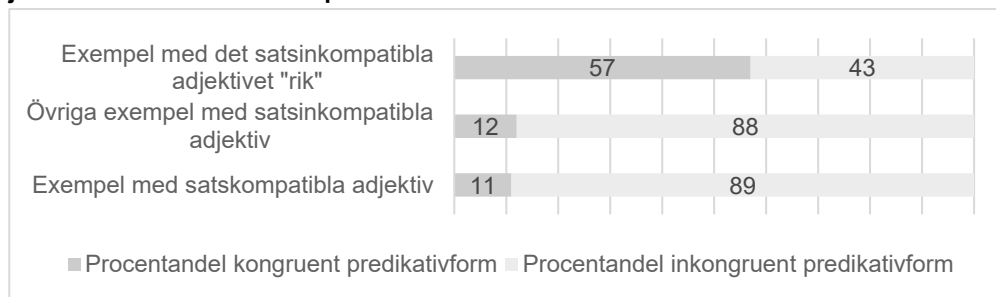 Exempel med det satsinkompatibla
adjektivet "rik"
57
43
Övriga exempel med satsinkompatibla
adjektiv
12
88
Exempel med satskompatibla adjektiv
11
89
Procentandel kongruent predikativform
Procentandel inkongruent predikativform